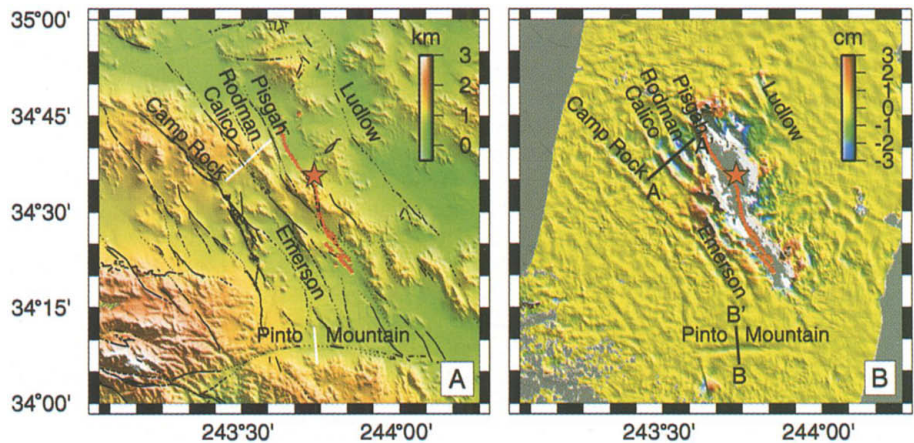 35°00'
34°45'
34°30'
34°15'
34°00'
km
3
2
1
0
Camp Rock
Calico
Rodman
Pisgah
Ludlow
Emerson
Pinto Mountain
A
243°30'
244°00'
cm
3
2
1
0
-1
-2
-3
Camp Rock
Calico
Rodman
Pisgah
Ludlow
A'
A
Emerson
B'
Pinto Mountain
B
B
243°30'
244°00'